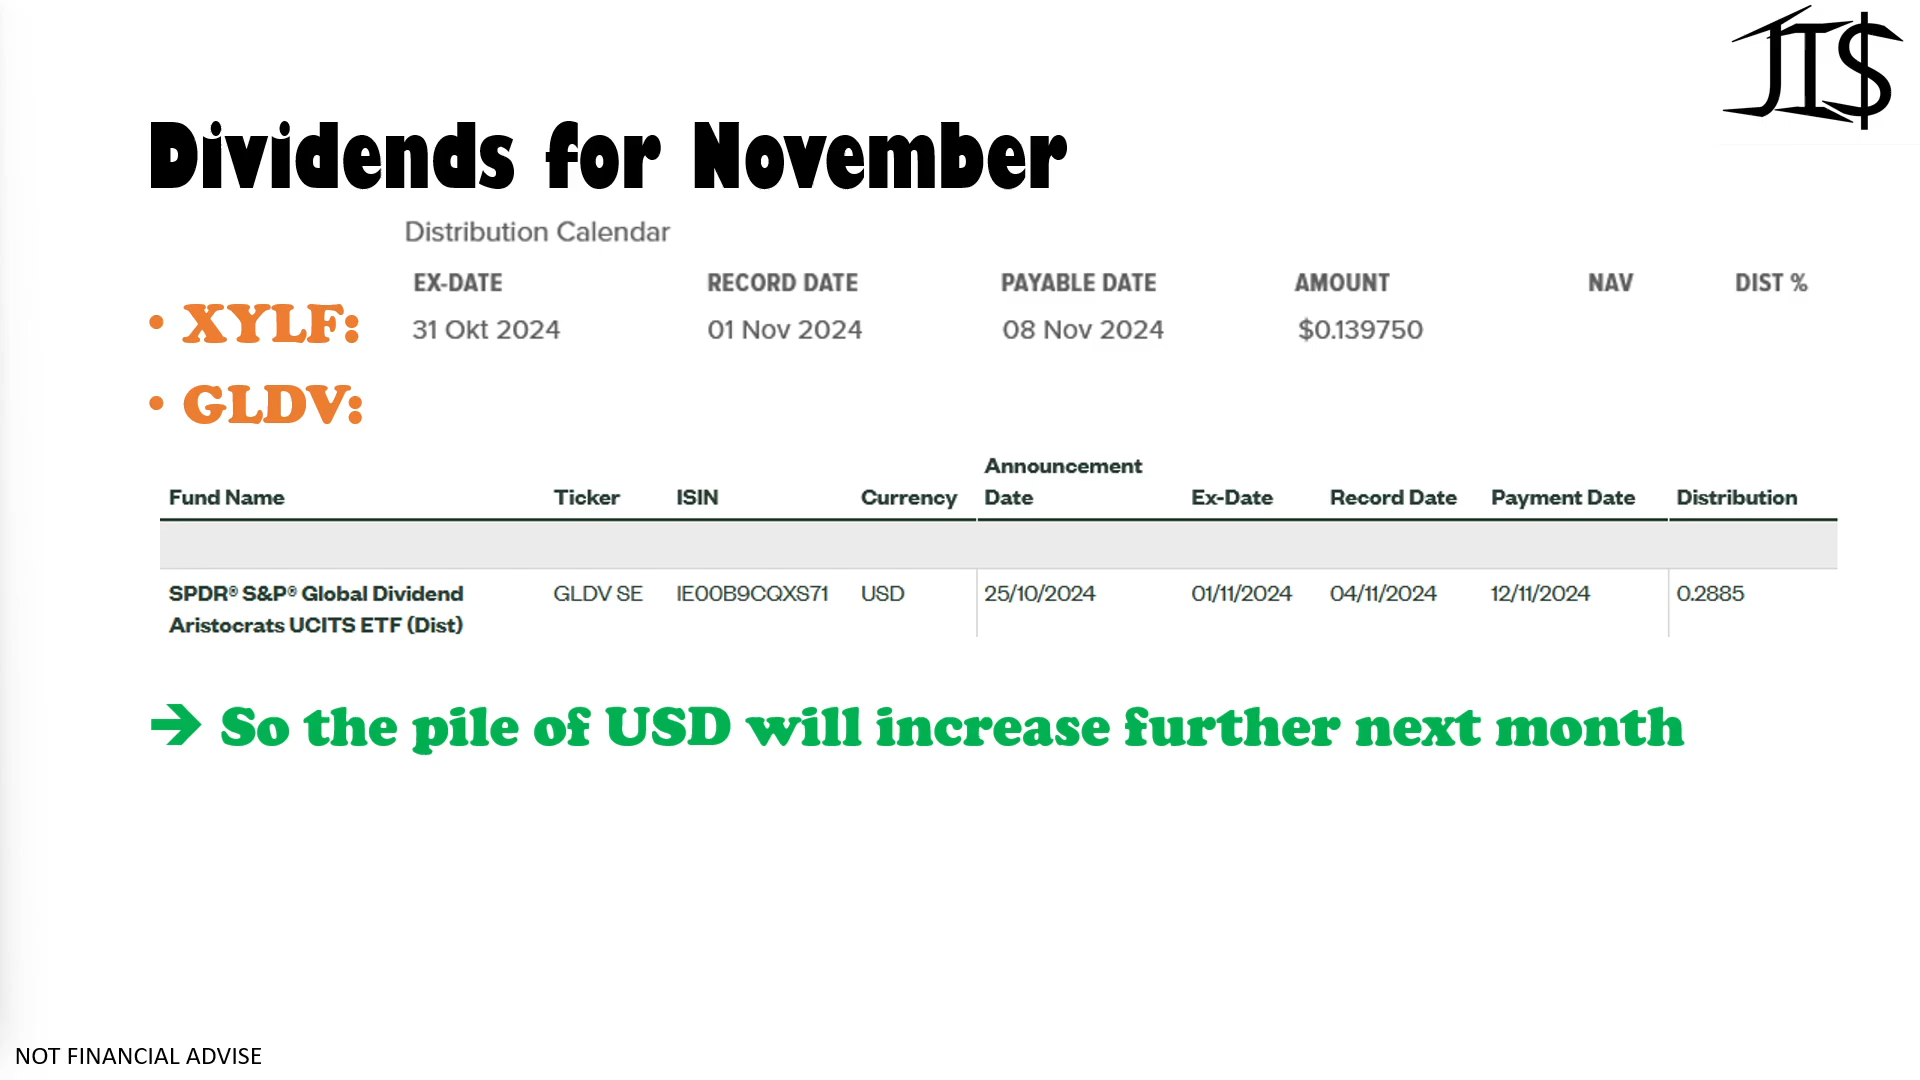 JI$
Dividends for November
Distribution Calendar
EX-DATE RECORD DATE PAYABLE DATE AMOUNT NAV DIST %
• XYLF: 31 Okt 2024 01 Nov 2024 08 Nov 2024 $0.139750
• GLDV:
Announcement
Fund Name Ticker ISIN Currency Date Ex-Date Record Date Payment Date Distribution
SPDR® S&P® Global Dividend GLDV SE IE00B9CQXS71 USD 25/10/2024 01/11/2024 04/11/2024 12/11/2024 0.2885
Aristocrats UCITS ETF (Dist)
→ So the pile of USD will increase further next month
NOT FINANCIAL ADVISE